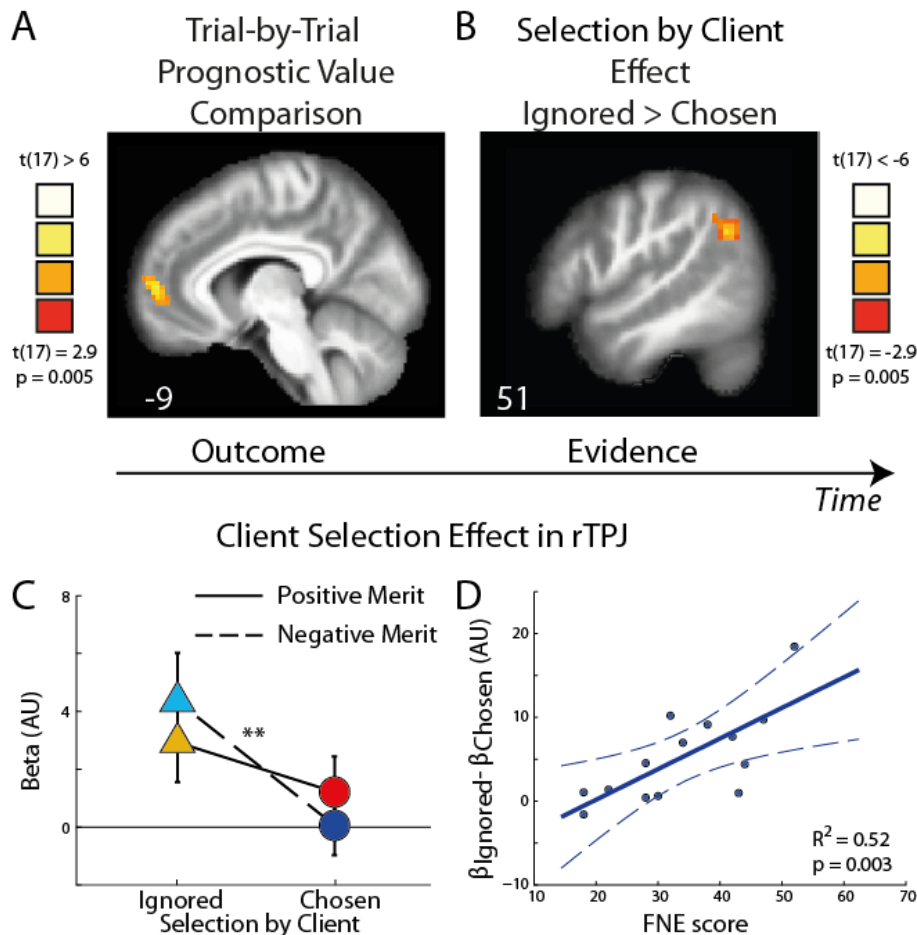 A
Trial-by-Trial
Prognostic Value
Comparison
B
Selection by Client
Effect
Ignored > Chosen
t(17) > 6
t(17) = 2.9
p = 0.005
-9
51
t(17) < -6
t(17) = -2.9
p = 0.005
Outcome
Evidence
Time
Client Selection Effect in rTPJ
C
Positive Merit
Negative Merit
8
4
0
Beta (AU)
**
Ignored
Chosen
Selection by Client
D
20
10
0
−10
βIgnored- βChosen (AU)
R2 = 0.52
p = 0.003
10 20 30 40 50 60 70
FNE score